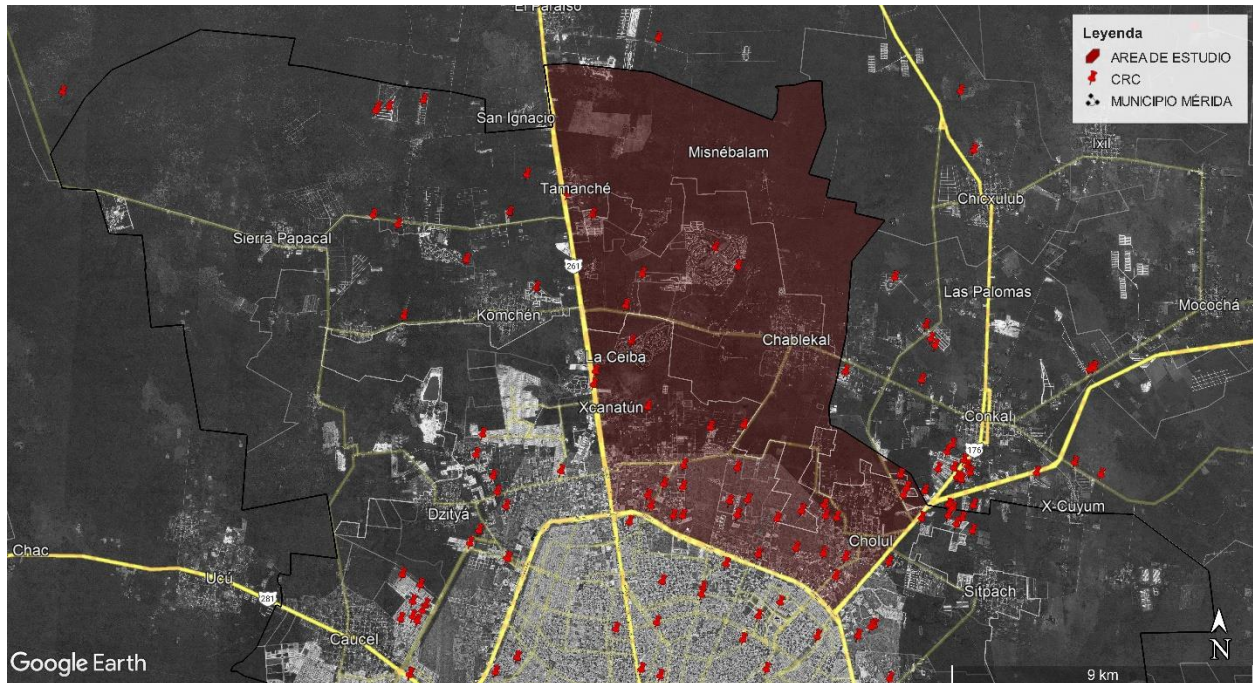 El Paraíso
Leyenda
AREA DE ESTUDIO
CRC
MUNICIPIO MÉRIDA
San Ignacio
Misnébalam
Ixil
Tamanché
Chicxulub
Sierra Papacal
261
Las Palomas
Mocochá
Komchén
Chablekal
La Ceiba
Xcanatún
Conkal
176
Dzityá
X-Cuyum
Cholul
Chac
Ucú
281
Sitpach
Caucel
N
Google Earth
9 km